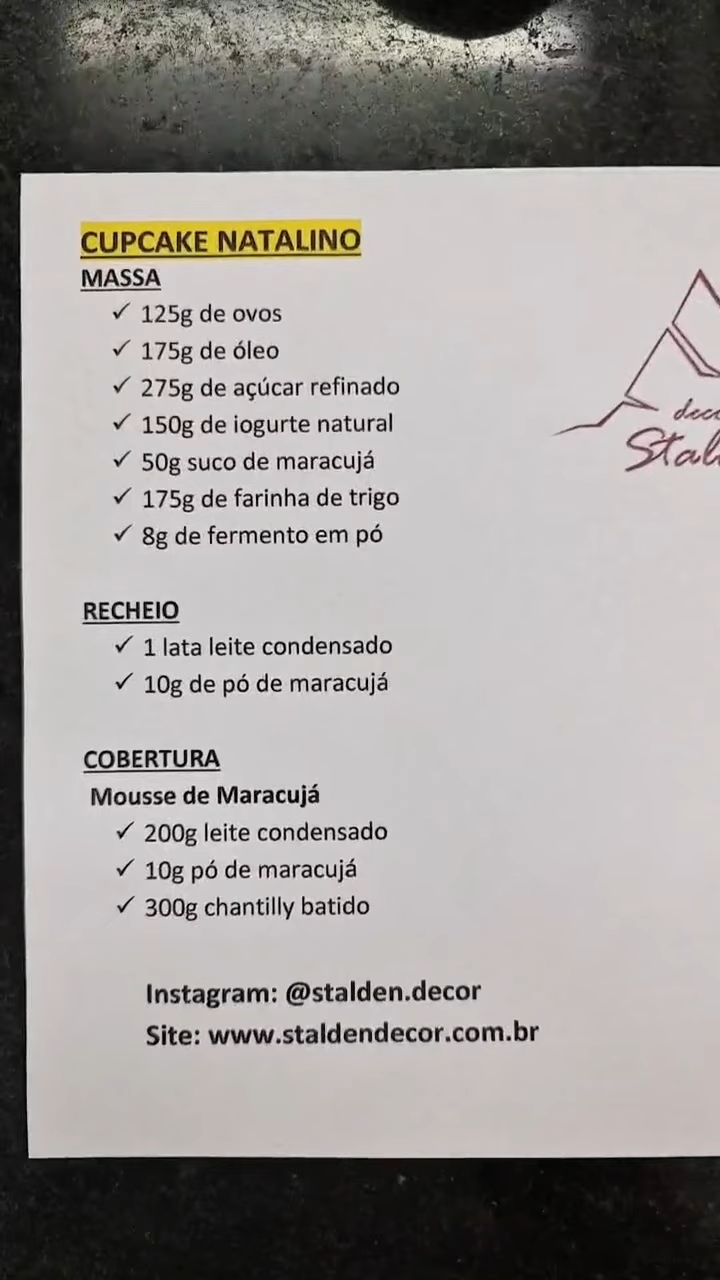 CUPCAKE NATALINO
MASSA
✓ 125g de ovos
✓ 175g de óleo
✓ 275g de açúcar refinado
✓ 150g de iogurte natural
✓ 50g suco de maracujá
✓ 175g de farinha de trigo
✓ 8g de fermento em pó
RECHEIO
✓ 1 lata leite condensado
✓ 10g de pó de maracujá
COBERTURA
Mousse de Maracujá
✓ 200g leite condensado
✓ 10g pó de maracujá
✓ 300g chantilly batido
Instagram: @stalden.decor
Site: www.staldendecor.com.br